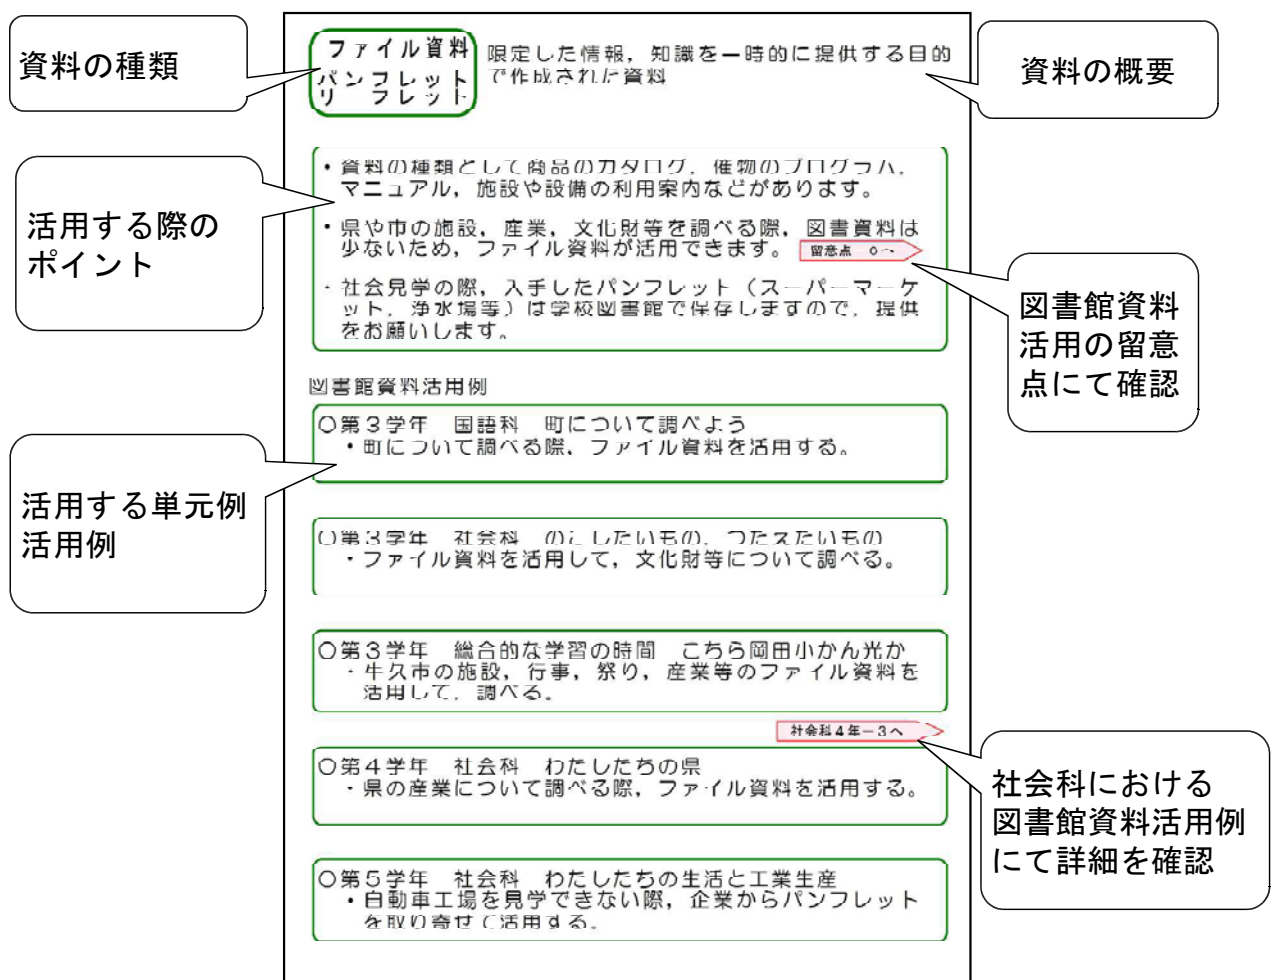 資料の種類
ファイル資料
パンフレット
リーフレット
限定した情報，知識を一時的に提供する目的
で作成された資料
資料の概要
活用する際の
ポイント
・資料の種類として商品のカタログ，催物のプログラム，
マニュアル，施設や設備の利用案内などがあります。
・県や市の施設，産業，文化財等を調べる際，図書資料は
少ないため，ファイル資料が活用できます。
留意点　６へ
・社会見学の際，入手したパンフレット（スーパーマーケ
ット，浄水場等）は学校図書館で保存しますので，提供
をお願いします。
図書館資料
活用の留意
点にて確認
図書館資料活用例
活用する単元例
活用例
〇第３学年　国語科　町について調べよう
・町について調べる際，ファイル資料を活用する。
〇第３学年　社会科　のこしたいもの，つたえたいもの
・ファイル資料を活用して，文化財等について調べる。
〇第３学年　総合的な学習の時間　こちら岡田小かん光か
・牛久市の施設，行事，祭り，産業等のファイル資料を
活用して，調べる。
社会科４年－３へ
〇第４学年　社会科　わたしたちの県
・県の産業について調べる際，ファイル資料を活用する。
社会科における
図書館資料活用例
にて詳細を確認
〇第５学年　社会科　わたしたちの生活と工業生産
・自動車工場を見学できない際，企業からパンフレット
を取り寄せて活用する。